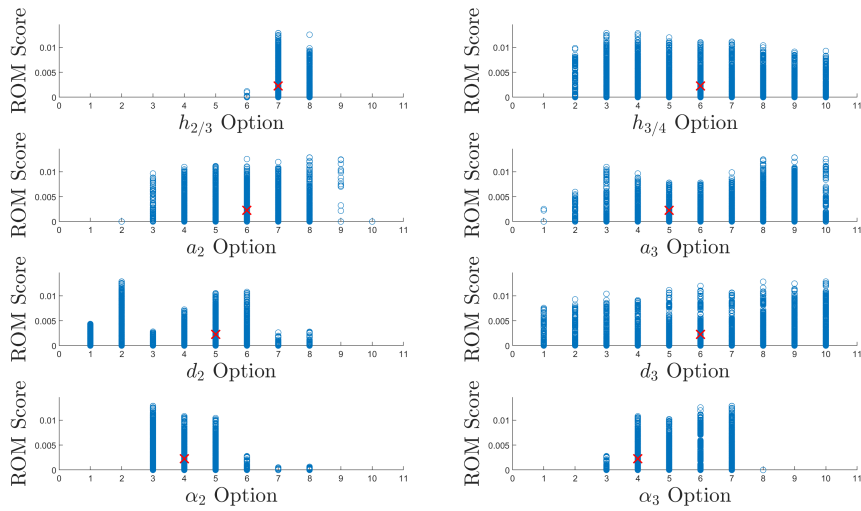 ROM Score
0.01
0.005
0
0 1 2 3 4 5 6 7 8 9 10 11
h2/3 Option
ROM Score
0.01
0.005
0
0 1 2 3 4 5 6 7 8 9 10 11
h3/4 Option
ROM Score
0.01
0.005
0
0 1 2 3 4 5 6 7 8 9 10 11
a2 Option
ROM Score
0.01
0.005
0
0 1 2 3 4 5 6 7 8 9 10 11
a3 Option
ROM Score
0.01
0.005
0
0 1 2 3 4 5 6 7 8 9 10 11
d2 Option
ROM Score
0.01
0.005
0
0 1 2 3 4 5 6 7 8 9 10 11
d3 Option
ROM Score
0.01
0.005
0
0 1 2 3 4 5 6 7 8 9 10 11
α2 Option
ROM Score
0.01
0.005
0
0 1 2 3 4 5 6 7 8 9 10 11
α3 Option